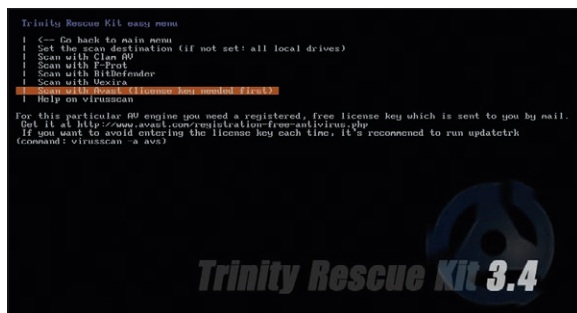 Trinity Rescue Kit easy menu
| <-- Go back to main menu
| Set the scan destination (if not set: all local drives)
| Scan with Clam AV
| Scan with F-Prot
| Scan with BitDefender
| Scan with Vexira
| Scan with Avast (license key needed first)
| Help on virusscan
For this particular AV engine you need a registered, free license key which is sent to you by mail.
Get it at http://www.avast.com/registration-free-antivirus.php
If you want to avoid entering the license key each time, it's recommened to run updatetrk
(command: virusscan -a avs)
Trinity Rescue Kit 3.4